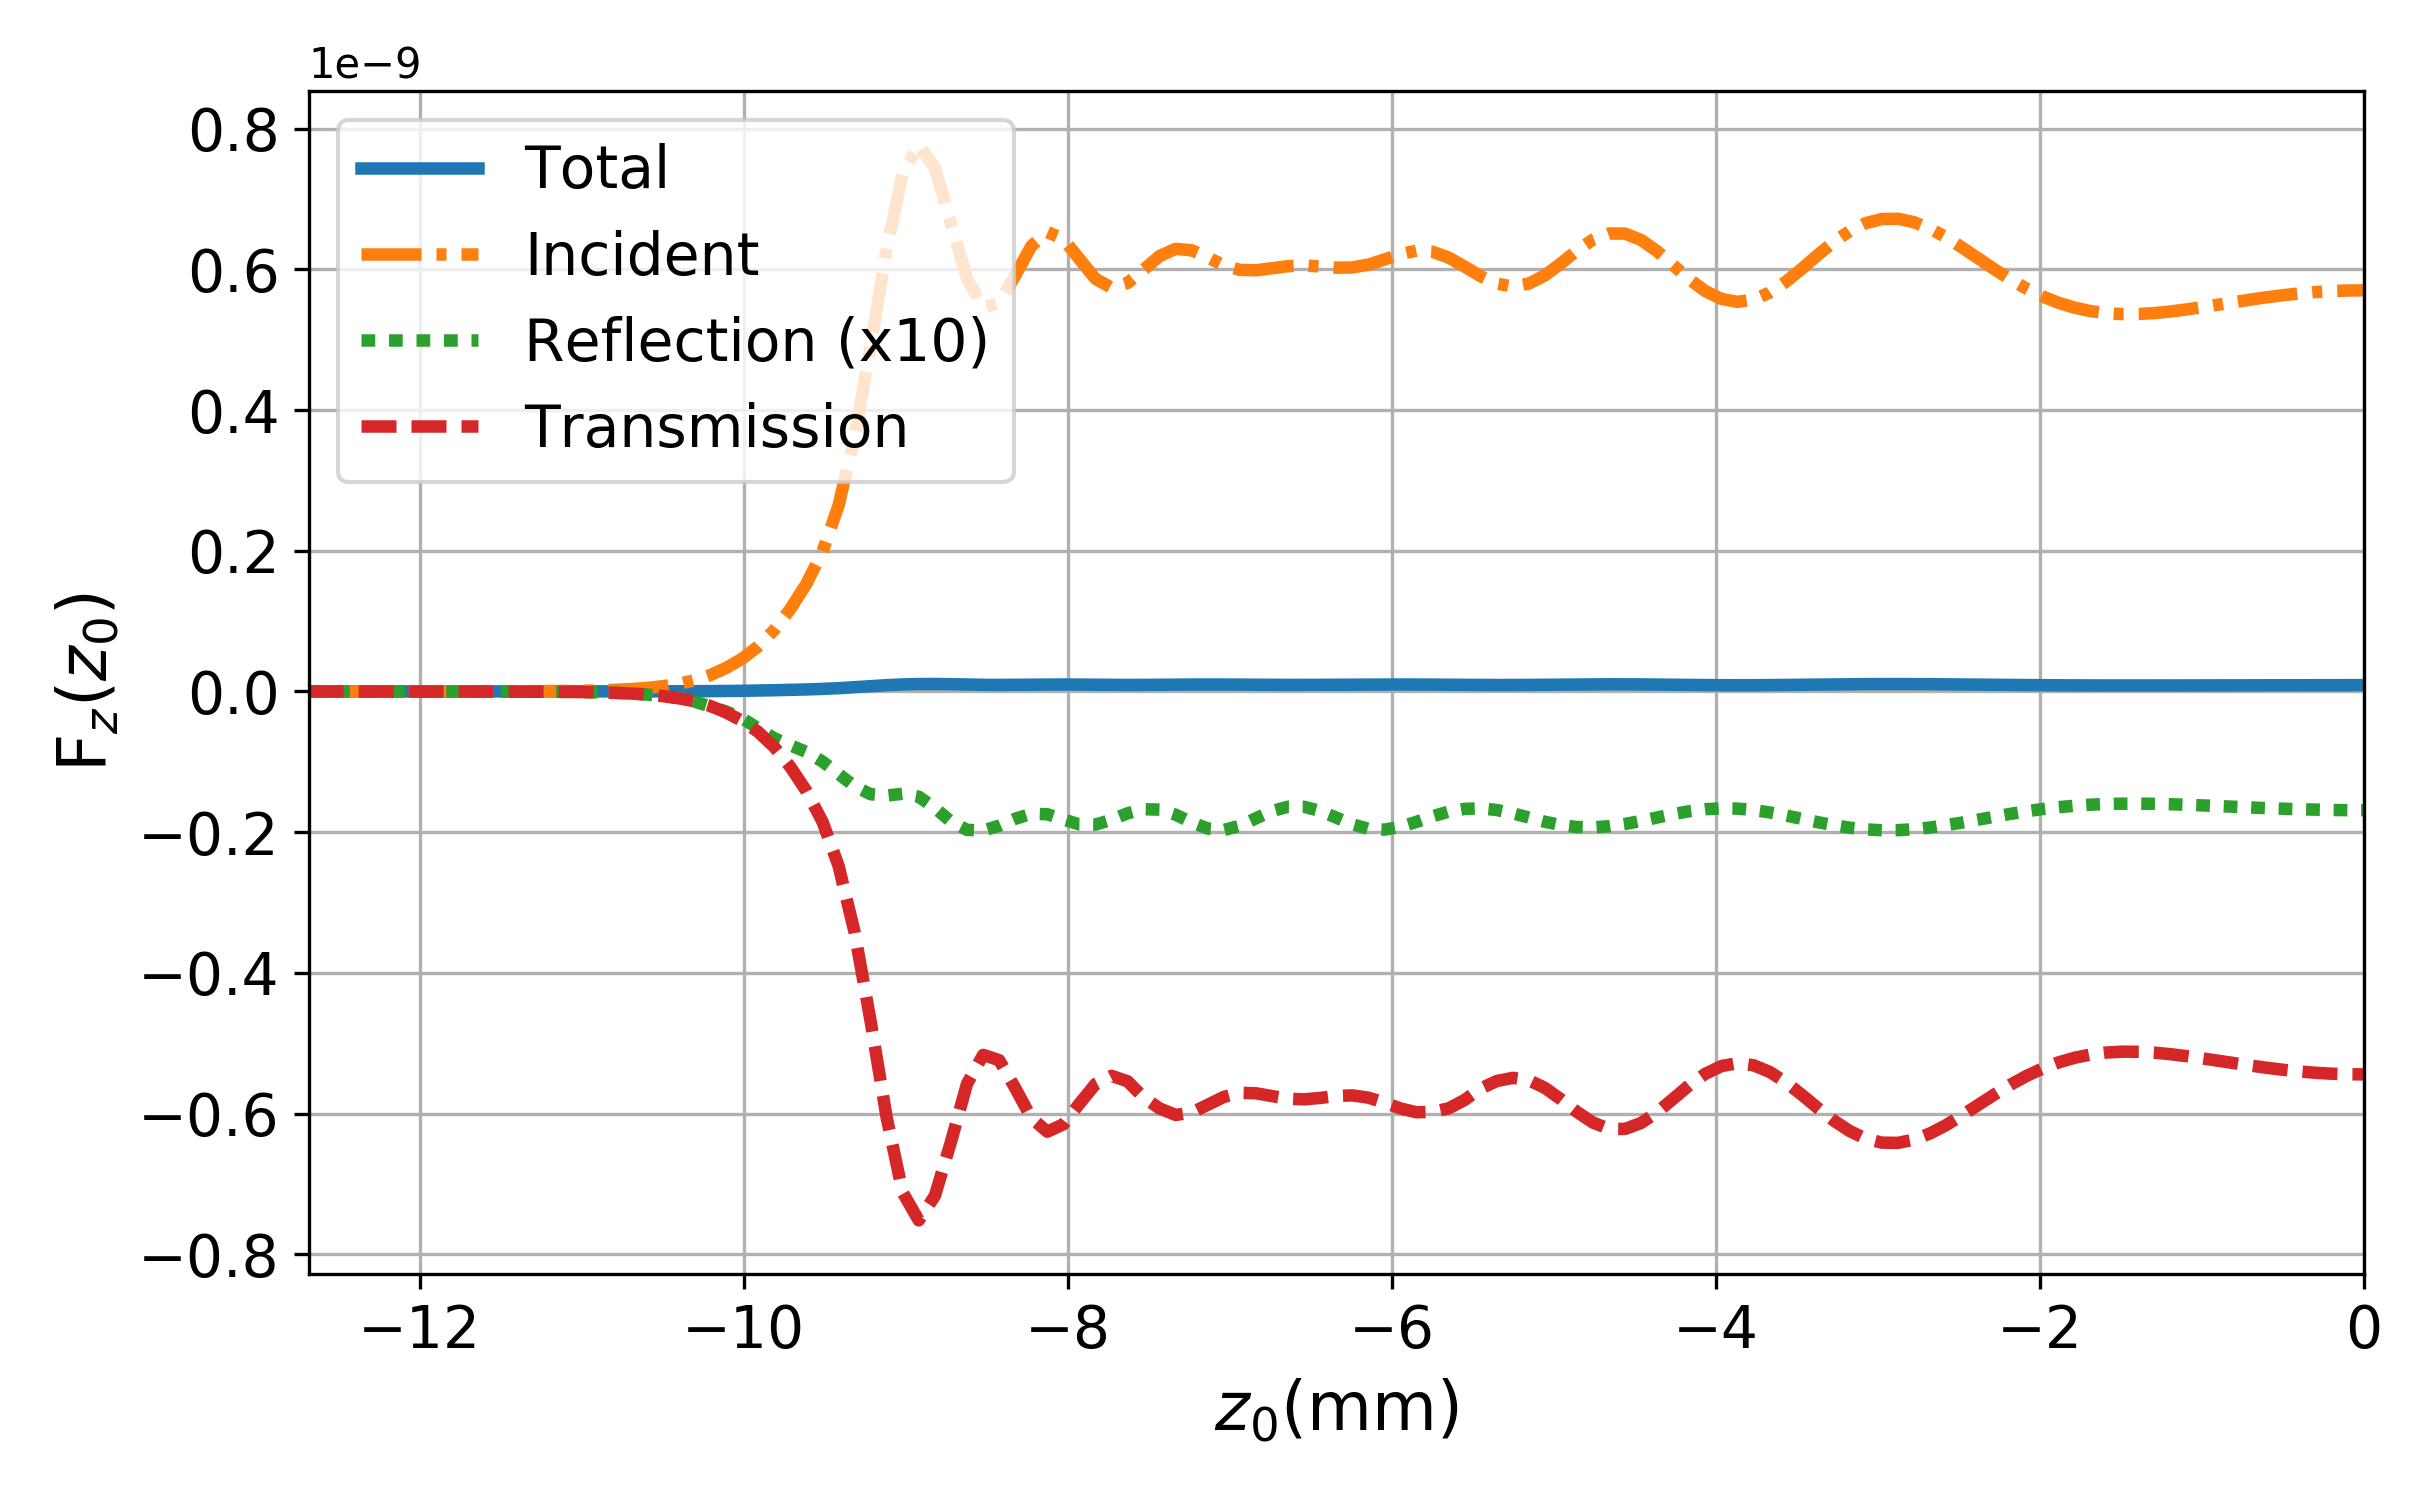 1e−9
0.8
0.6
0.4
0.2
0.0
−0.2
−0.4
−0.6
−0.8
F_z(z_0)
Total
Incident
Reflection (x10)
Transmission
−12 −10 −8 −6 −4 −2 0
z_0(mm)